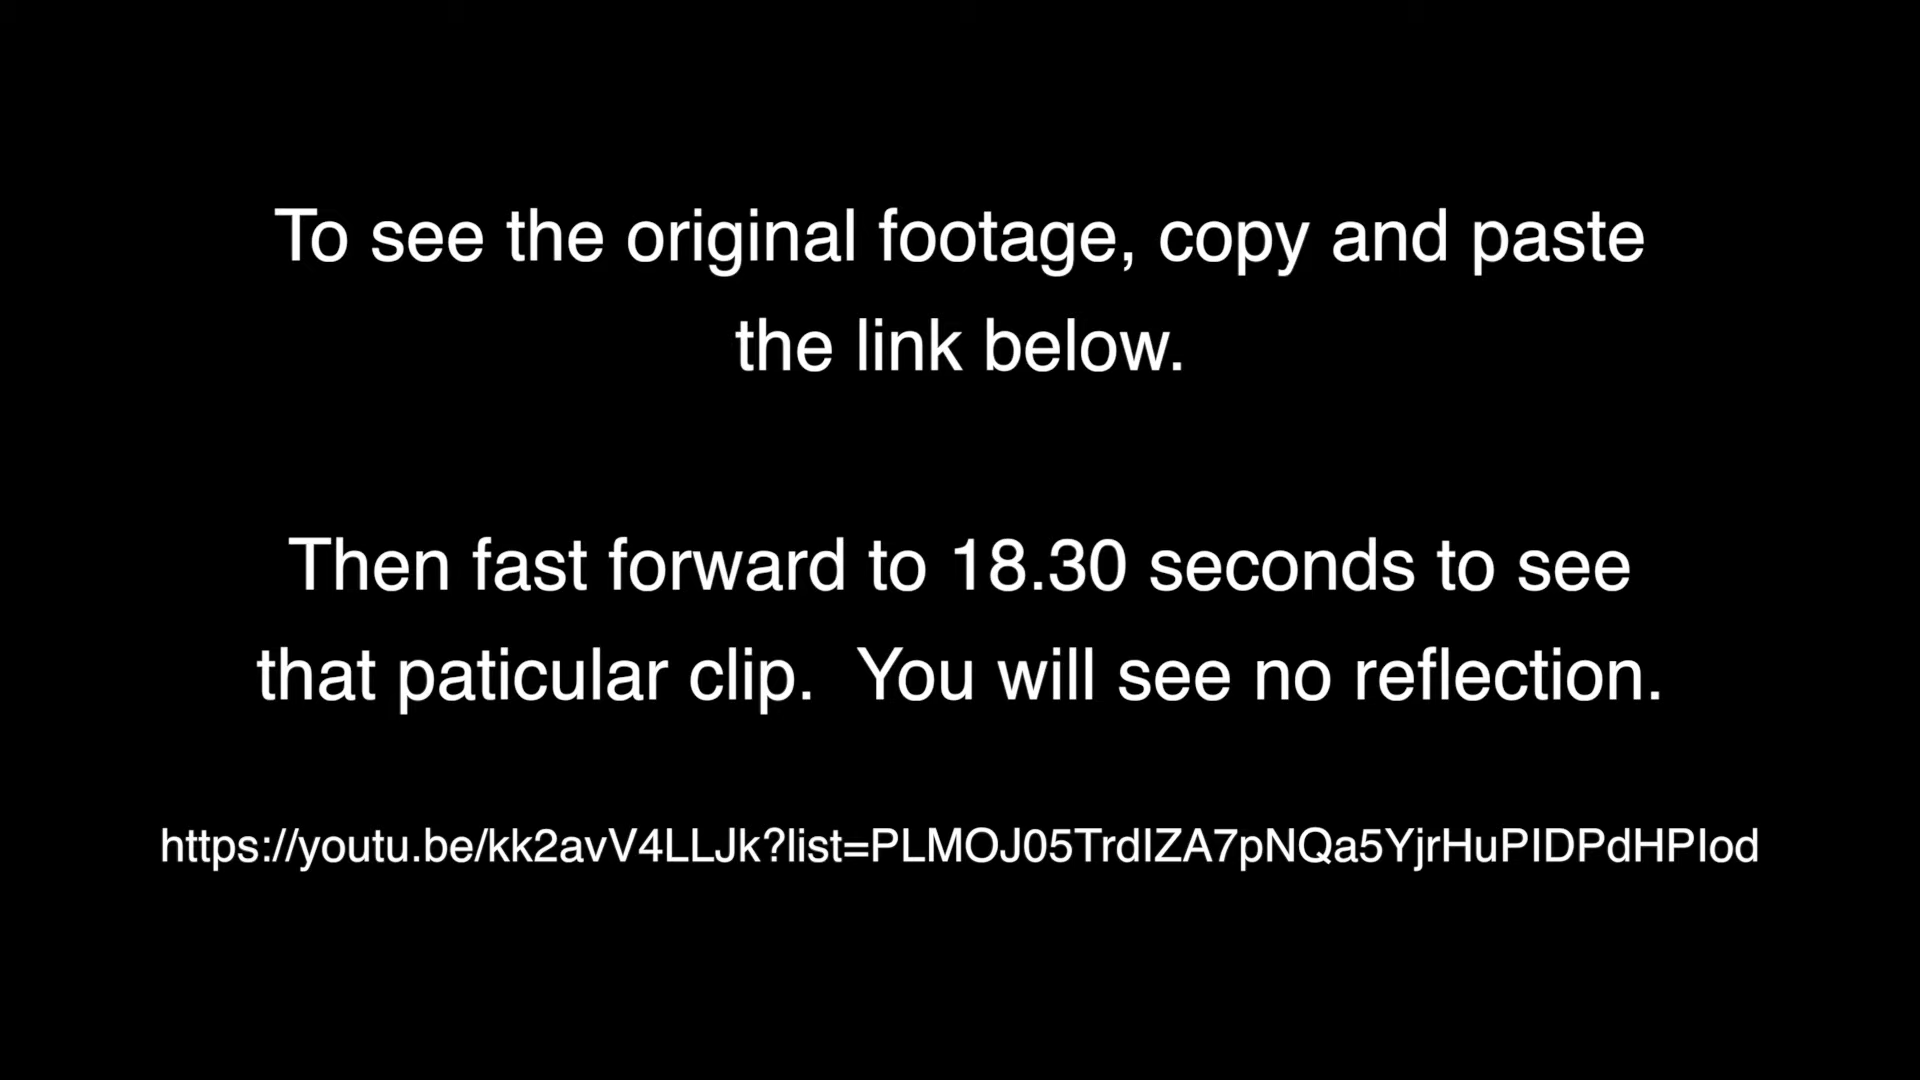 To see the original footage, copy and paste
the link below.
Then fast forward to 18.30 seconds to see
that paticular clip.  You will see no reflection.
https://youtu.be/kk2avV4LLJk?list=PLMOJ05TrdIZA7pNQa5YjrHuPIDPdHPIod